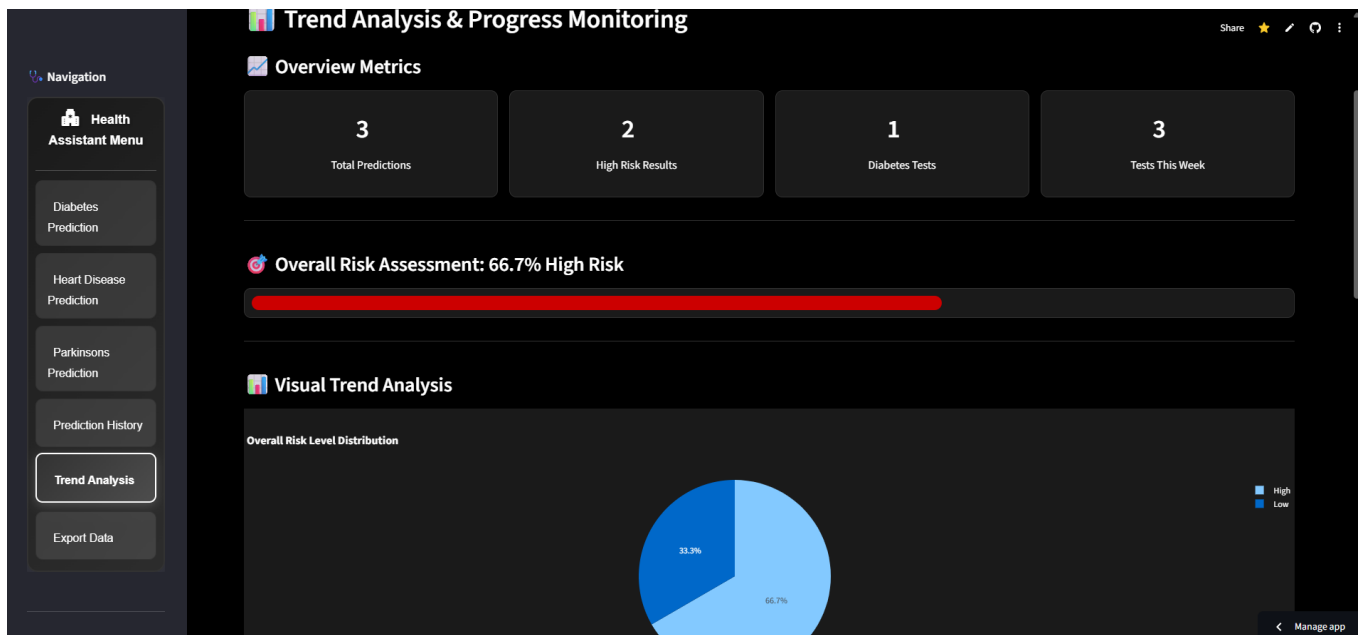 Navigation
Health
Assistant Menu
Diabetes
Prediction
Heart Disease
Prediction
Parkinsons
Prediction
Prediction History
Trend Analysis
Export Data
Share
Trend Analysis & Progress Monitoring
Overview Metrics
3
Total Predictions
2
High Risk Results
1
Diabetes Tests
3
Tests This Week
Overall Risk Assessment: 66.7% High Risk
Visual Trend Analysis
Overall Risk Level Distribution
High
Low
33.3%
66.7%
Manage app